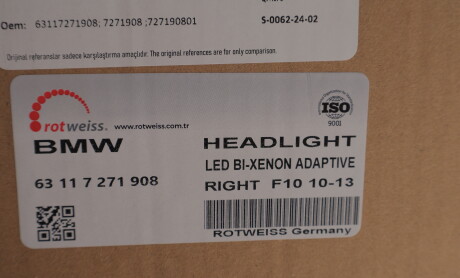 Oem: 63117271908; 7271908 ;727190801
S-0062-24-02
Orijinal referanslar sadece karşılaştırma amaçlıdır. The original references are for only comparison.
rotweiss. www.rotweiss.com.tr
ISO
9001
BMW
HEADLIGHT
LED BI-XENON ADAPTIVE
63 11 7 271 908
RIGHT F10 10-13
ROTWEISS Germany